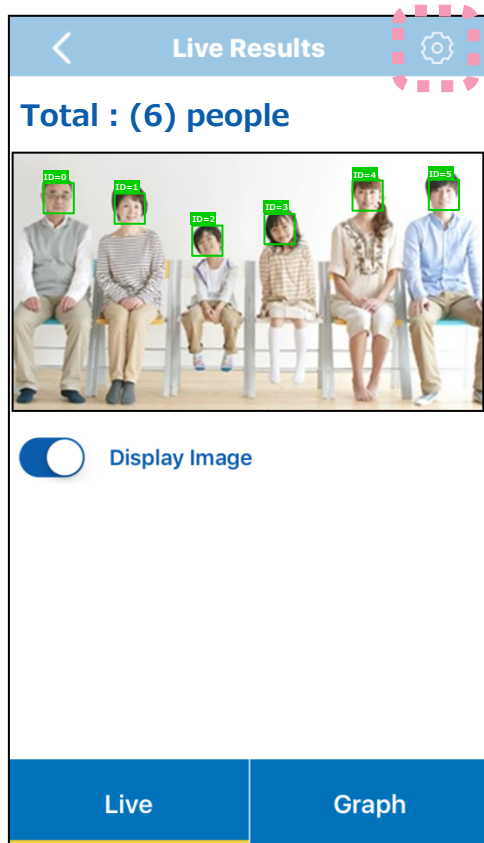 Live Results
Total : (6) people
ID=0
ID=1
ID=2
ID=3
ID=4
ID=5
Display Image
Live
Graph